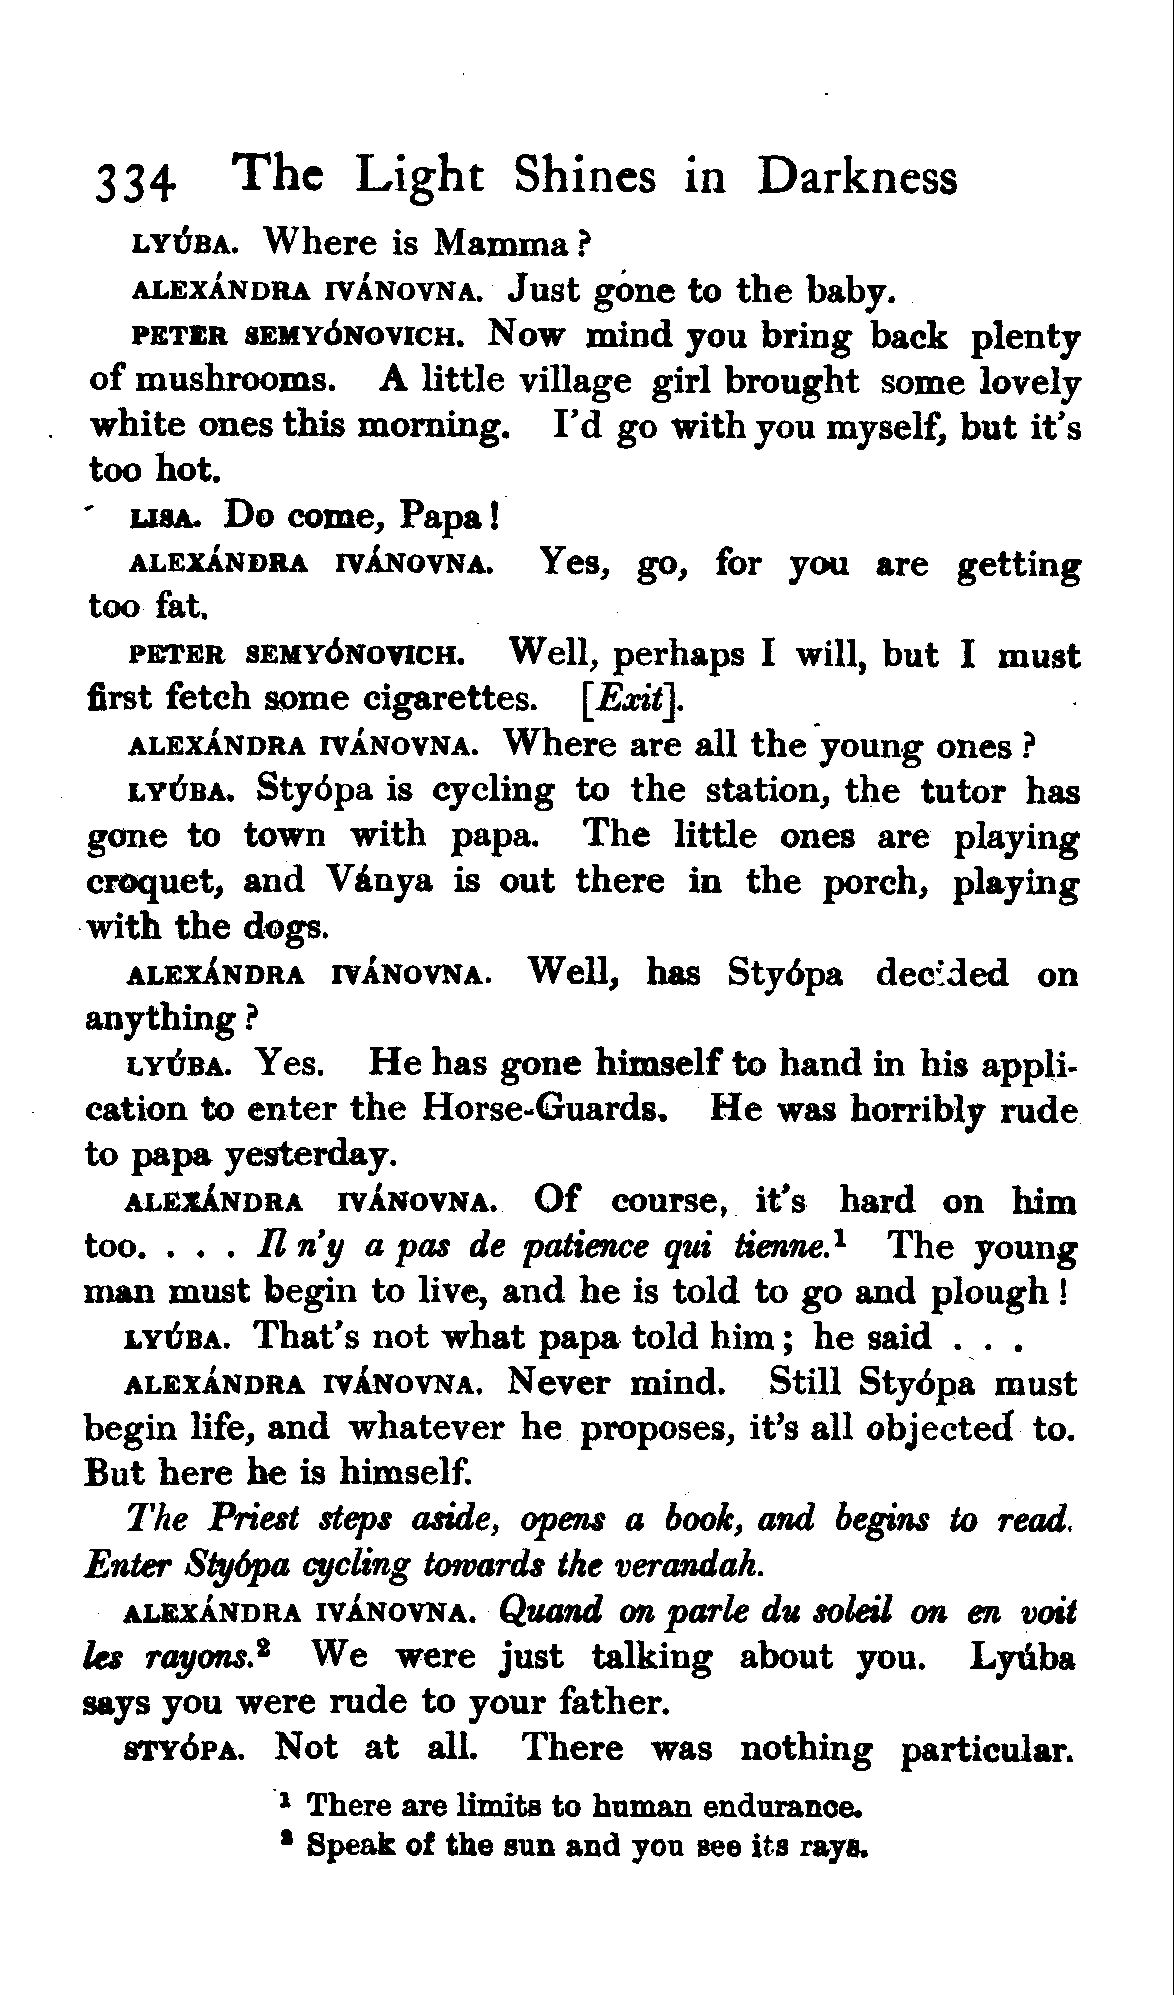 334 The Light Shines in Darkness
LYÚBA. Where is Mamma?
ALEXÁNDRA IVÁNOVNA. Just gone to the baby.
PETER SEMYÓNOVICH. Now mind you bring back plenty
of mushrooms. A little village girl brought some lovely
white ones this morning. I'd go with you myself, but it's
too hot.
LISA. Do come, Papa!
ALEXÁNDRA IVÁNOVNA. Yes, go, for you are getting
too fat.
PETER SEMYÓNOVICH. Well, perhaps I will, but I must
first fetch some cigarettes. [Exit].
ALEXÁNDRA IVÁNOVNA. Where are all the young ones?
LYÚBA. Styópa is cycling to the station, the tutor has
gone to town with papa. The little ones are playing
croquet, and Ványa is out there in the porch, playing
with the dogs.
ALEXÁNDRA IVÁNOVNA. Well, has Styópa decided on
anything?
LYÚBA. Yes. He has gone himself to hand in his appli-
cation to enter the Horse-Guards. He was horribly rude
to papa yesterday.
ALEXÁNDRA IVÁNOVNA. Of course, it's hard on him
too. . . . Il n'y a pas de patience qui tienne.¹ The young
man must begin to live, and he is told to go and plough!
LYÚBA. That's not what papa told him; he said . . .
ALEXÁNDRA IVÁNOVNA. Never mind. Still Styópa must
begin life, and whatever he proposes, it's all objected to.
But here he is himself.
The Priest steps aside, opens a book, and begins to read.
Enter Styópa cycling towards the verandah.
ALEXÁNDRA IVÁNOVNA. Quand on parle du soleil on en voit
les rayons.² We were just talking about you. Lyúba
says you were rude to your father.
STYÓPA. Not at all. There was nothing particular.
¹ There are limits to human endurance.
² Speak of the sun and you see its rays.